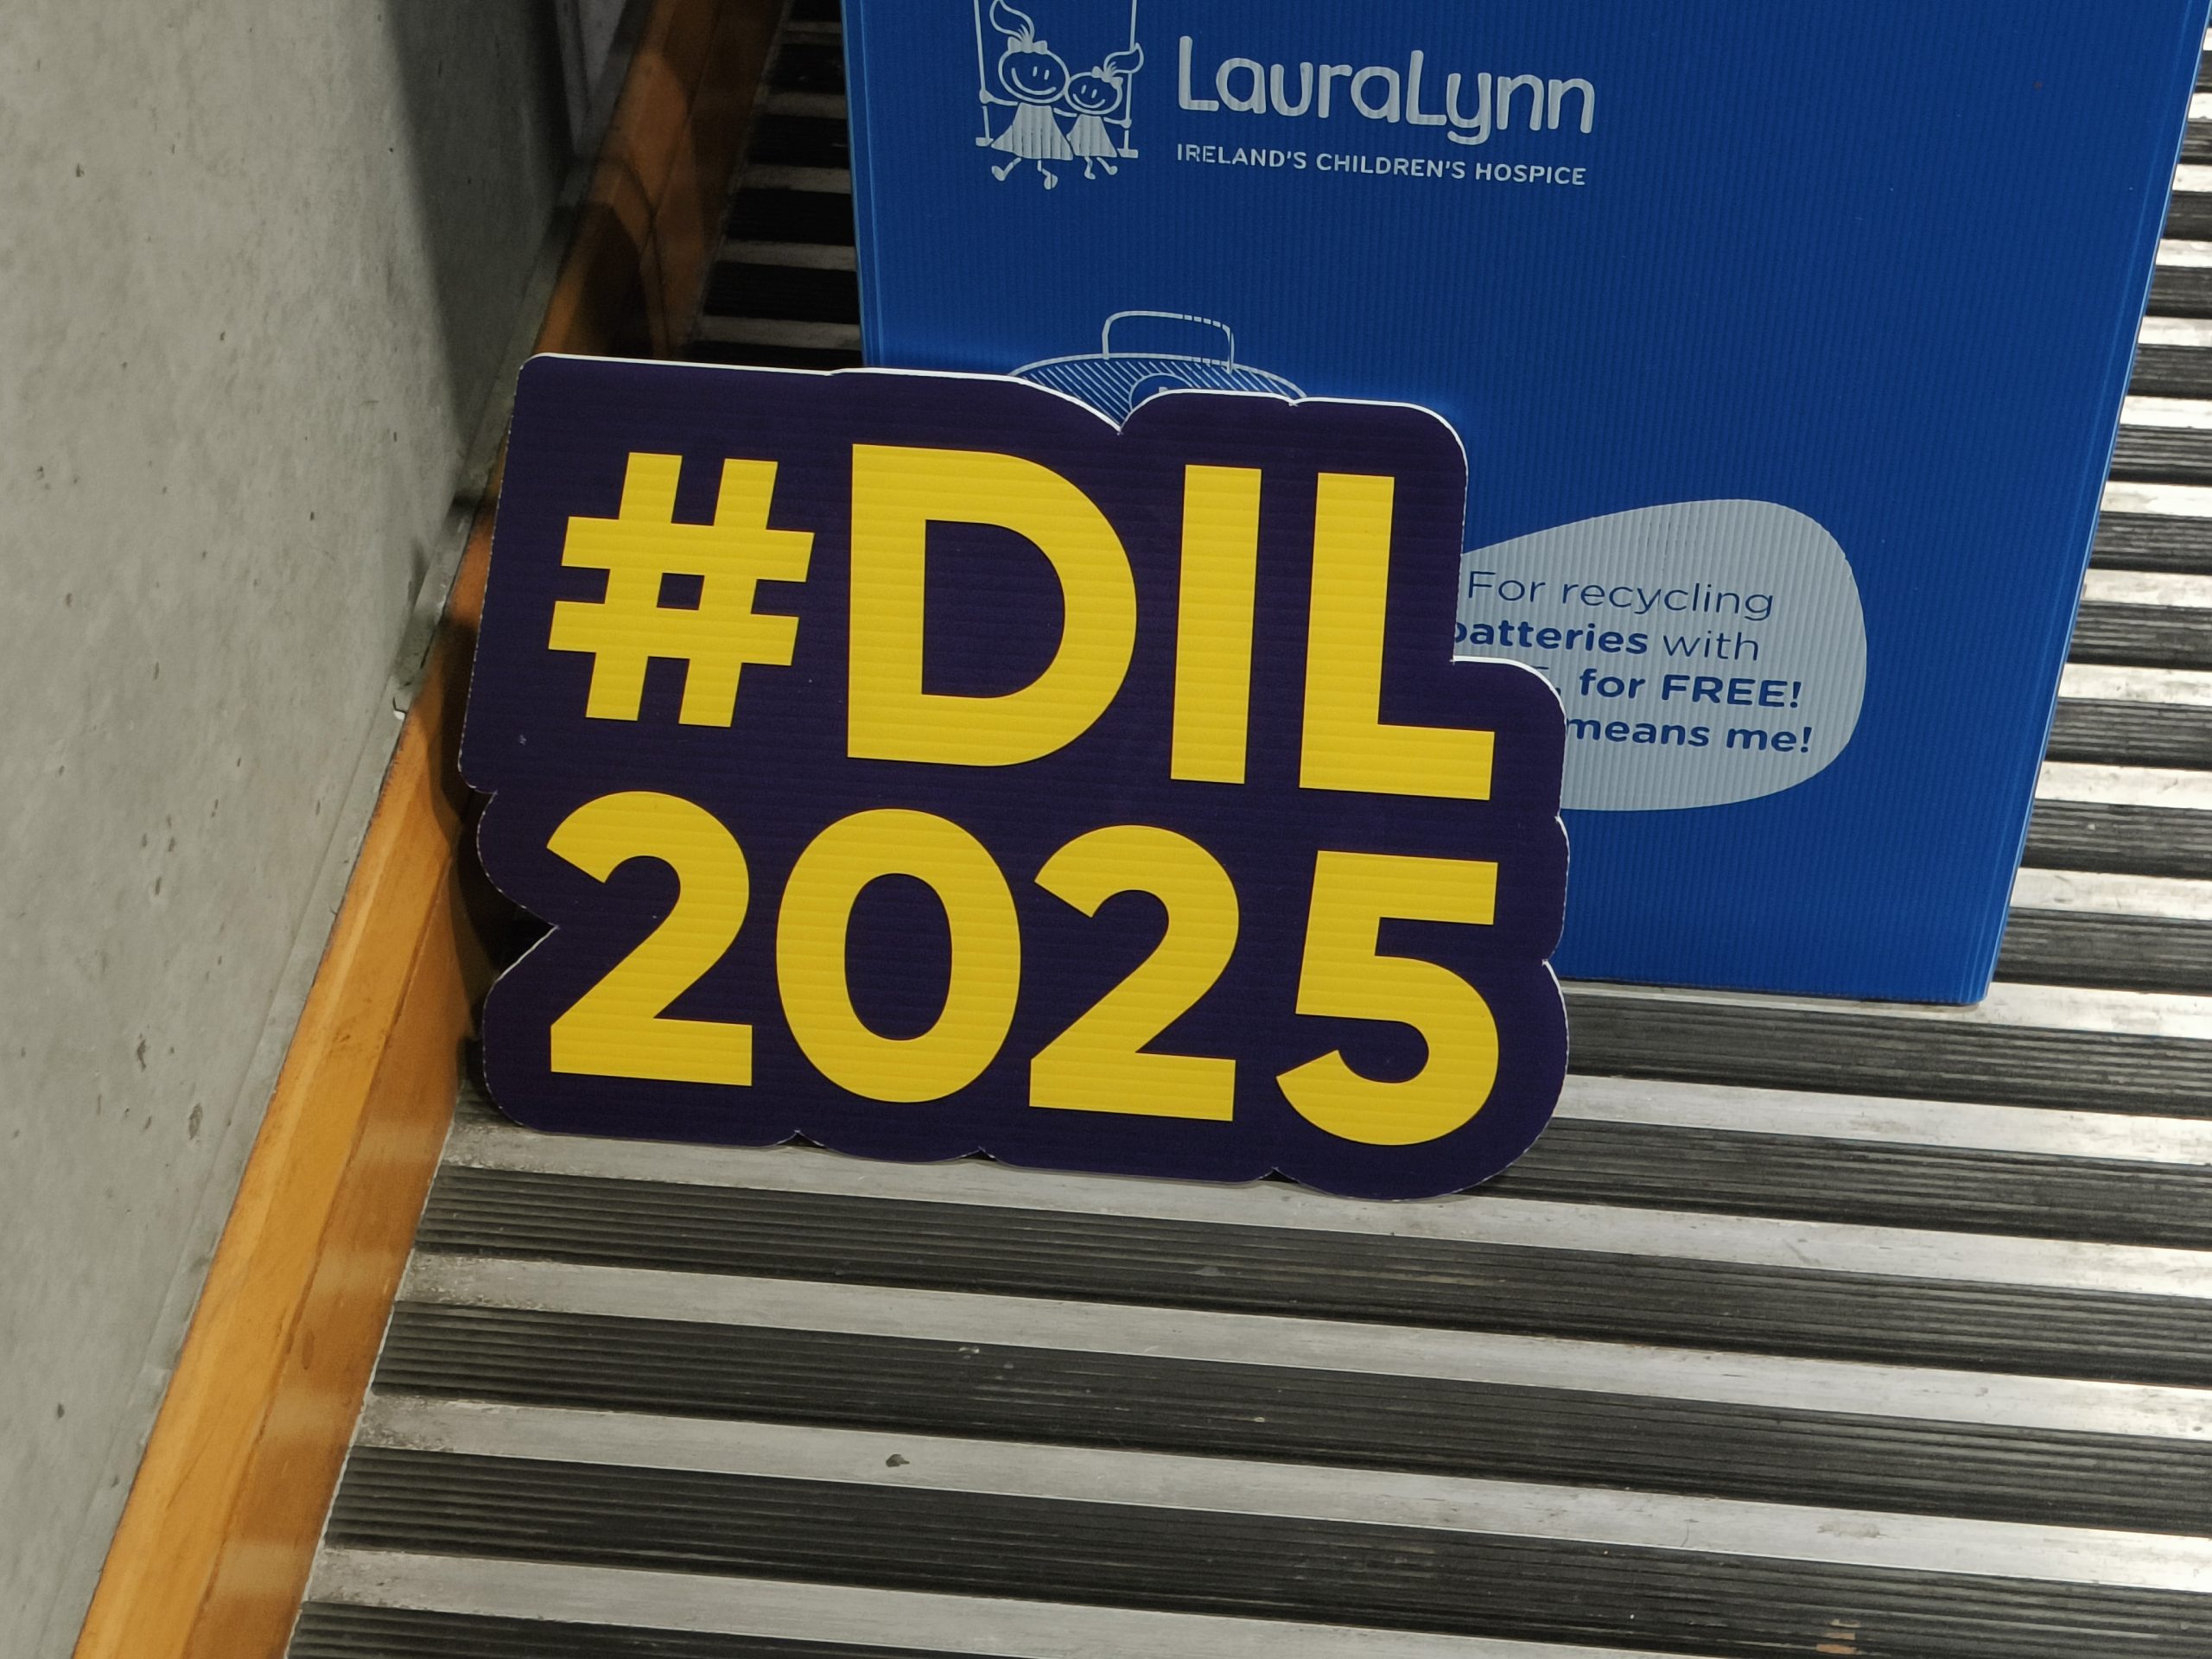 LauraLynn
IRELAND'S CHILDREN'S HOSPICE
#DIL
2025
For recycling
batteries with
for FREE!
means me!